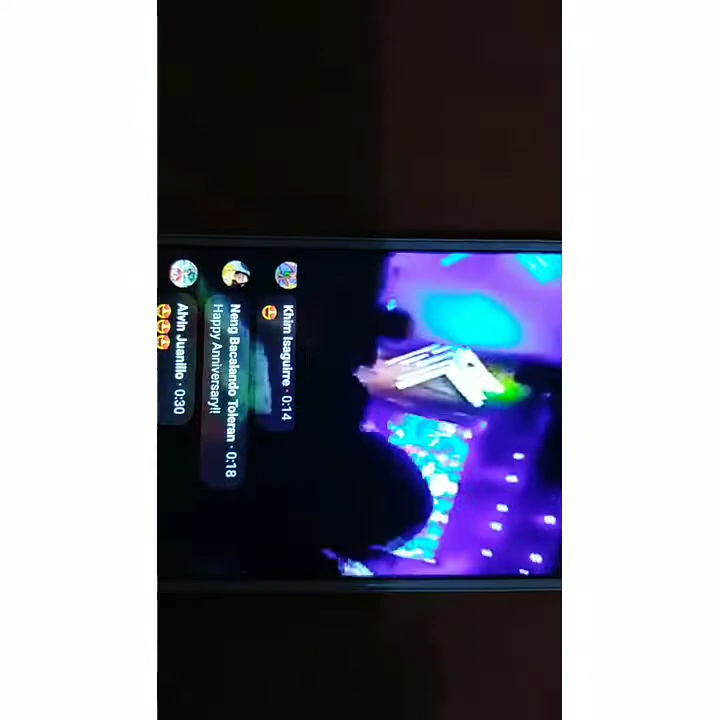 Khim Isaguirre · 0:14
😍
Neng Bacalando Toleran · 0:18
Happy Anniversary!!
Alvin Juanillo · 0:30
😍😍😍